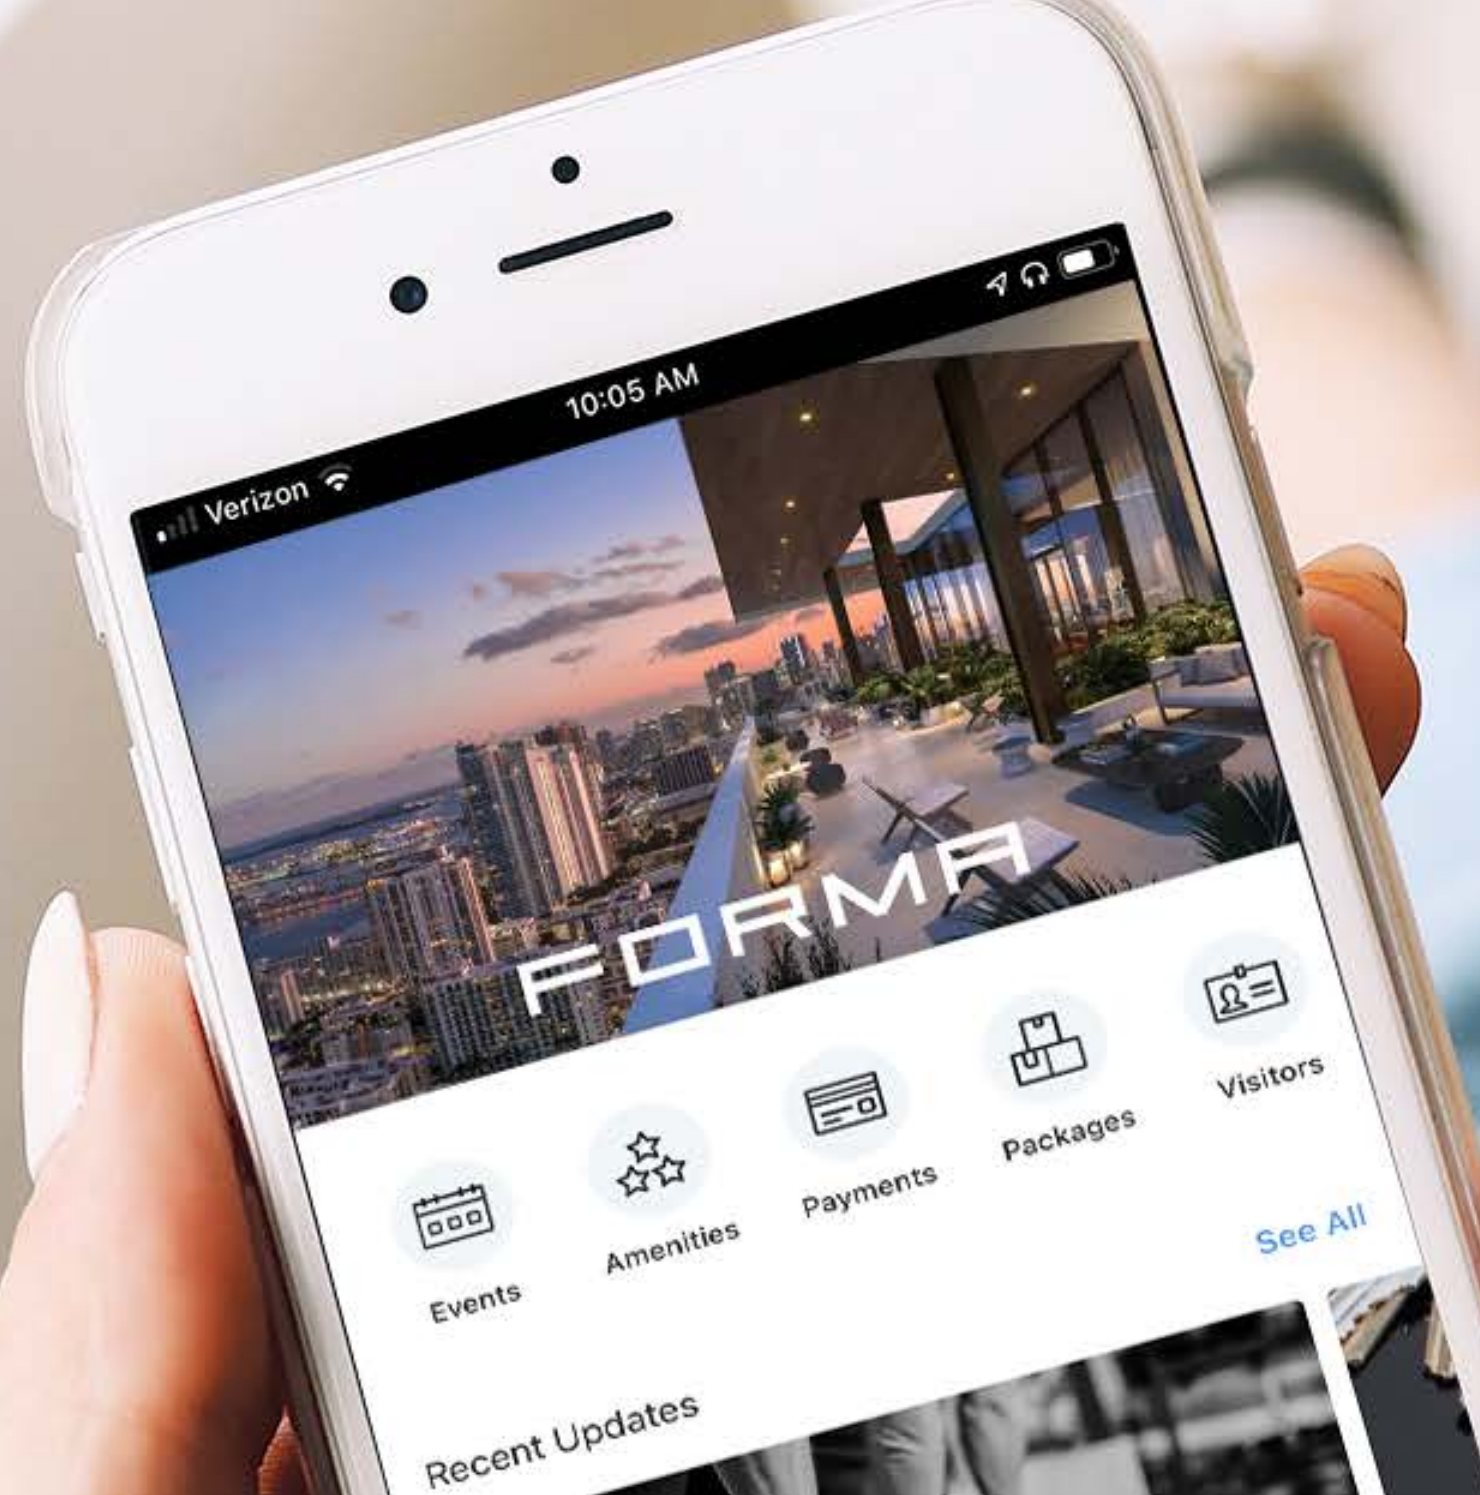 Verizon 10:05 AM
FORMA
Events Amenities Payments Packages Visitors
Recent Updates See All